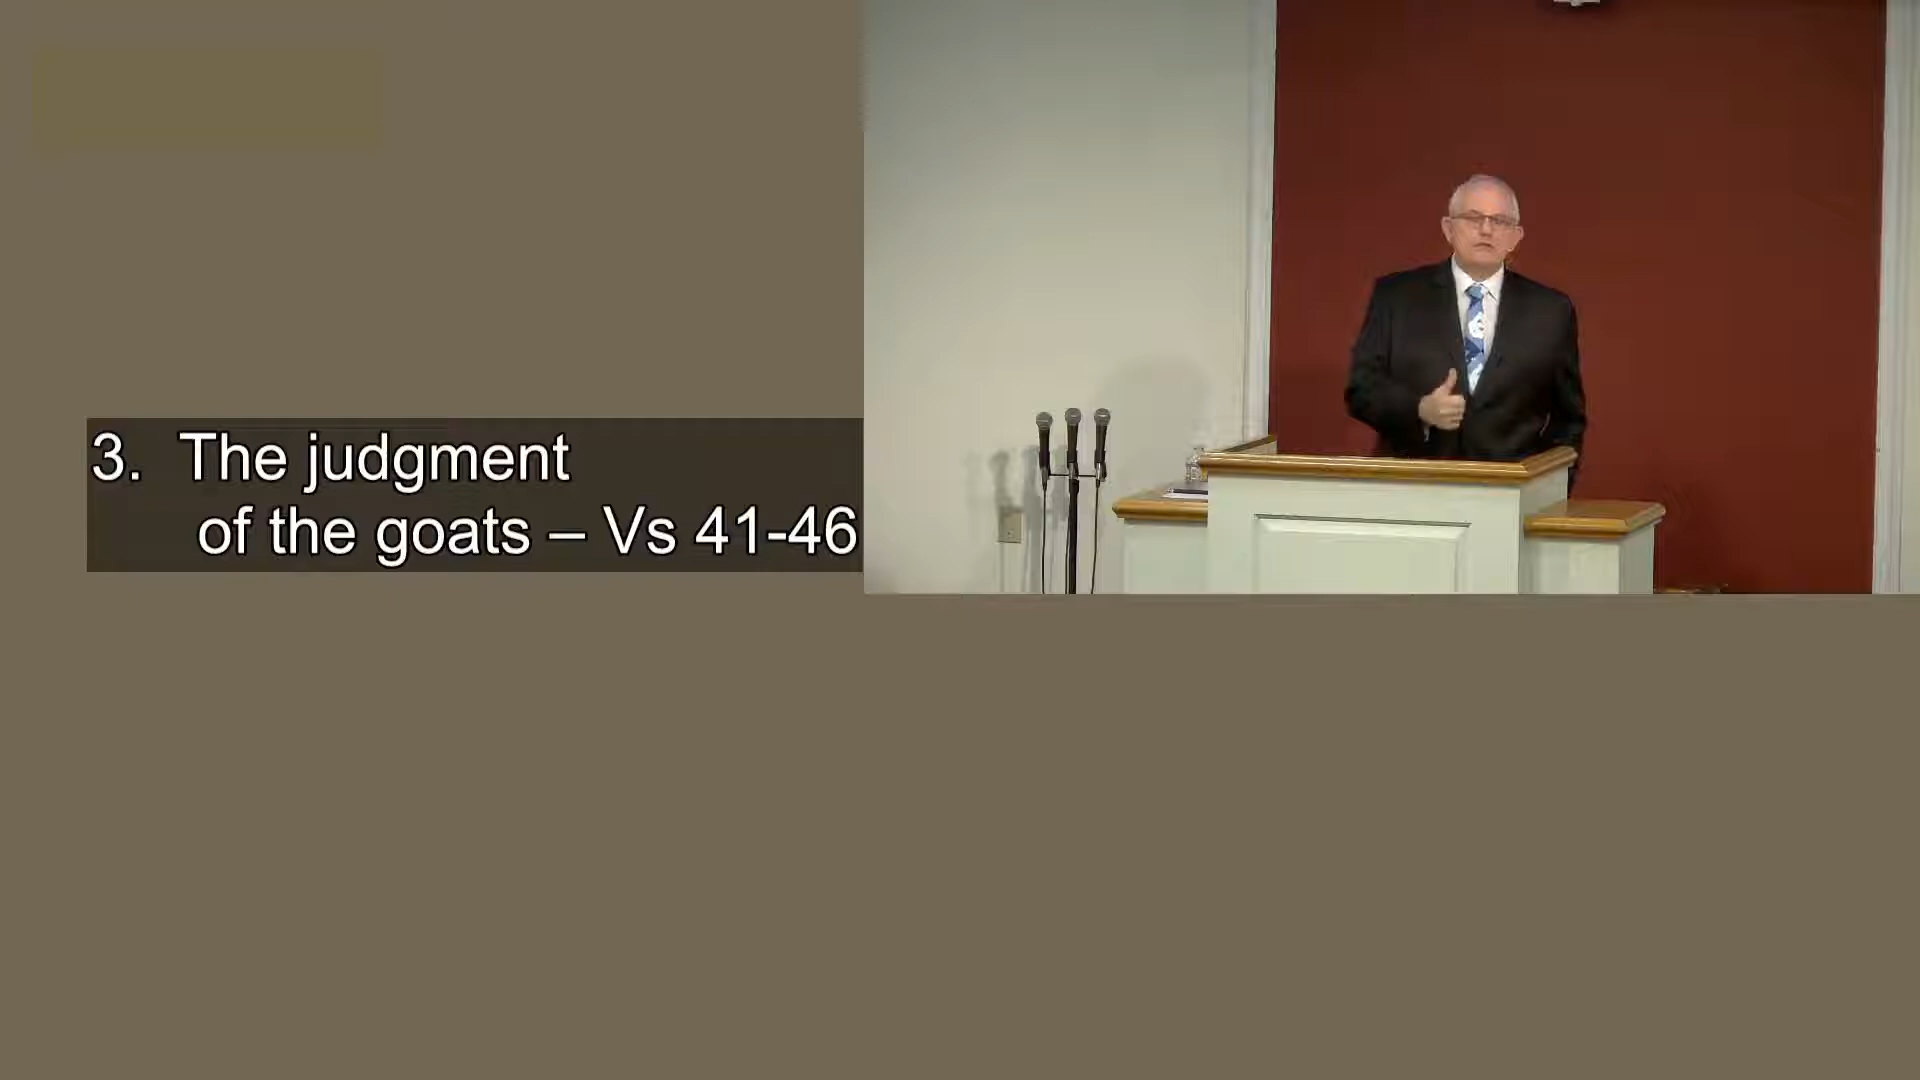 3. The judgment
of the goats – Vs 41-46